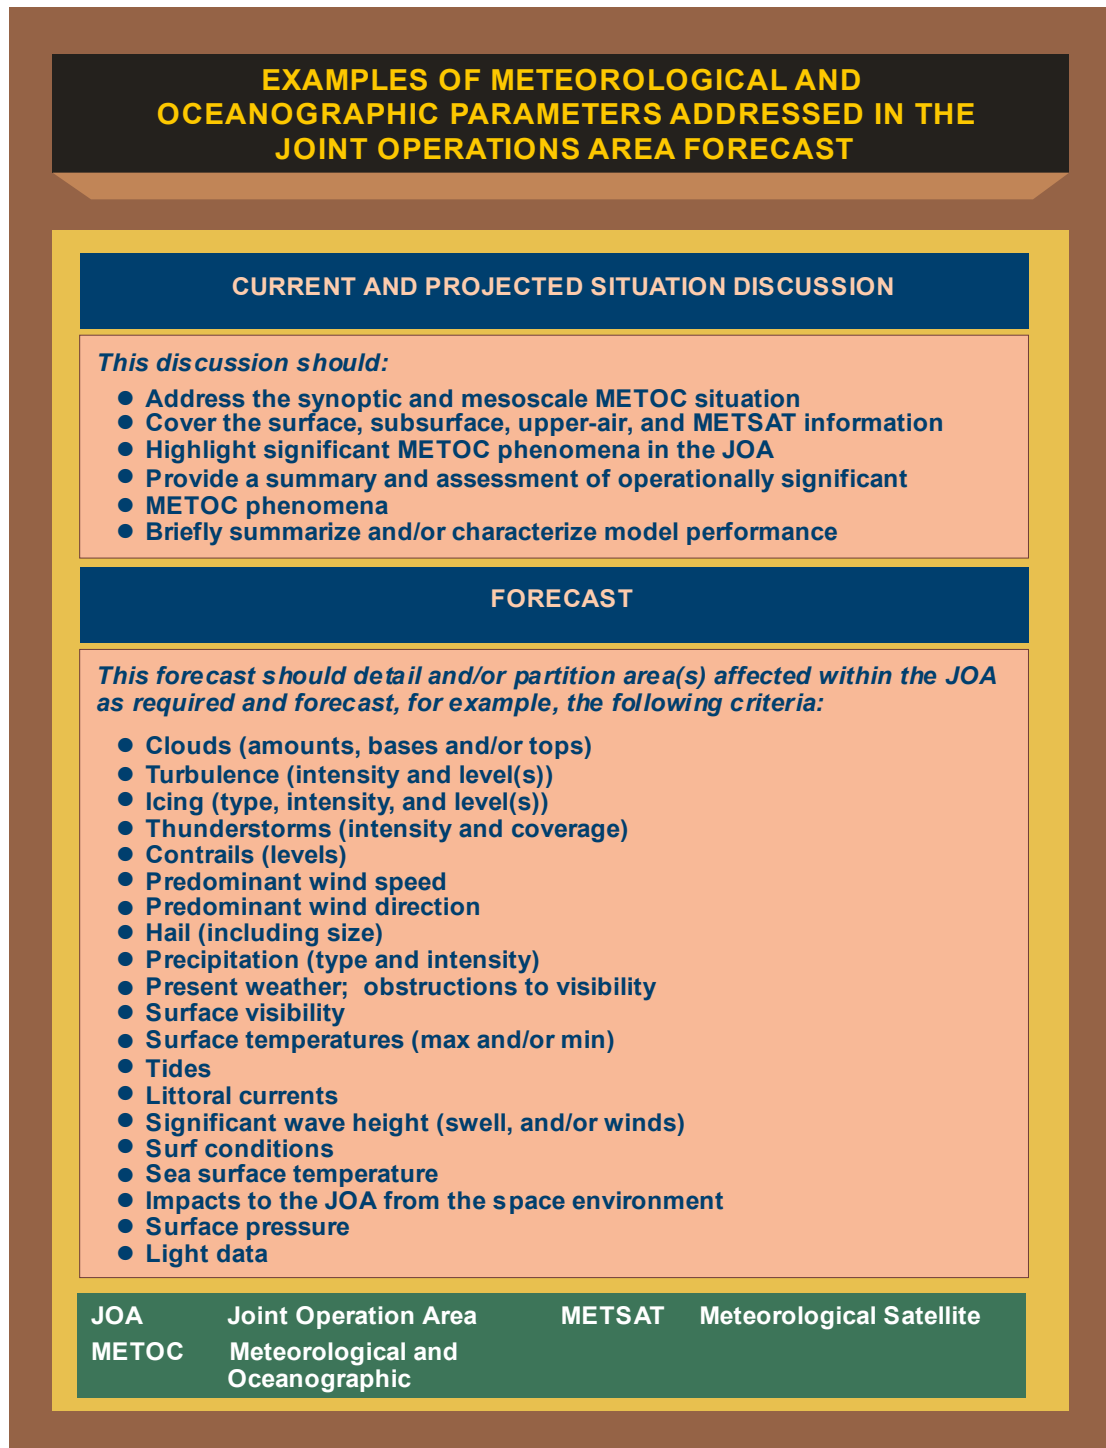 EXAMPLES OF METEOROLOGICAL AND
OCEANOGRAPHIC PARAMETERS ADDRESSED IN THE
JOINT OPERATIONS AREA FORECAST
CURRENT AND PROJECTED SITUATION DISCUSSION
This discussion should:
● Address the synoptic and mesoscale METOC situation
● Cover the surface, subsurface, upper-air, and METSAT information
● Highlight significant METOC phenomena in the JOA
● Provide a summary and assessment of operationally significant
● METOC phenomena
● Briefly summarize and/or characterize model performance
FORECAST
This forecast should detail and/or partition area(s) affected within the JOA
as required and forecast, for example, the following criteria:
● Clouds (amounts, bases and/or tops)
● Turbulence (intensity and level(s))
● Icing (type, intensity, and level(s))
● Thunderstorms (intensity and coverage)
● Contrails (levels)
● Predominant wind speed
● Predominant wind direction
● Hail (including size)
● Precipitation (type and intensity)
● Present weather;  obstructions to visibility
● Surface visibility
● Surface temperatures (max and/or min)
● Tides
● Littoral currents
● Significant wave height (swell, and/or winds)
● Surf conditions
● Sea surface temperature
● Impacts to the JOA from the space environment
● Surface pressure
● Light data
JOA Joint Operation Area METSAT Meteorological Satellite
METOC Meteorological and
Oceanographic